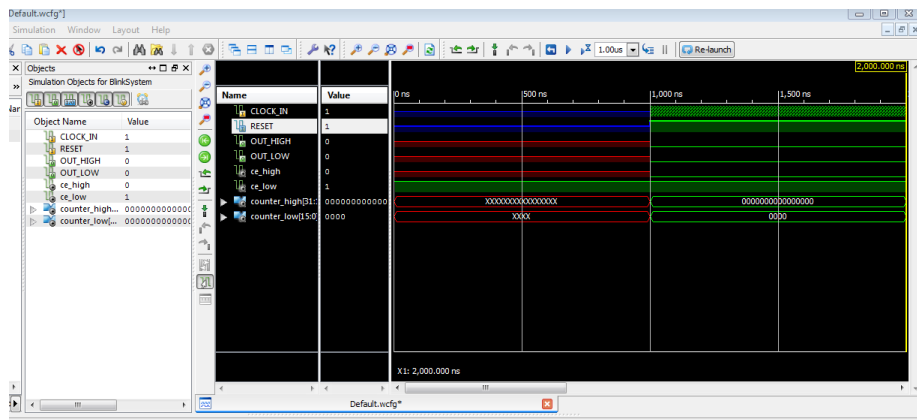 Default.wcfg*]
Simulation Window Layout Help
1.00us Re-launch
Objects
Simulation Objects for BlinkSystem
Object Name Value
CLOCK_IN 1
RESET 1
OUT_HIGH 0
OUT_LOW 0
ce_high 0
ce_low 1
counter_high... 0000000000000
counter_low[... 0000000000000
2,000.000 ns
Name Value 0 ns 500 ns 1,000 ns 1,500 ns
CLOCK_IN 1
RESET 1
OUT_HIGH 0
OUT_LOW 0
ce_high 0
ce_low 1
counter_high[31: 000000000000 XXXXXXXXXXXXXXXX 0000000000000000
counter_low[15:0] 0000 XXXX 0000
X1: 2,000.000 ns
Default.wcfg*